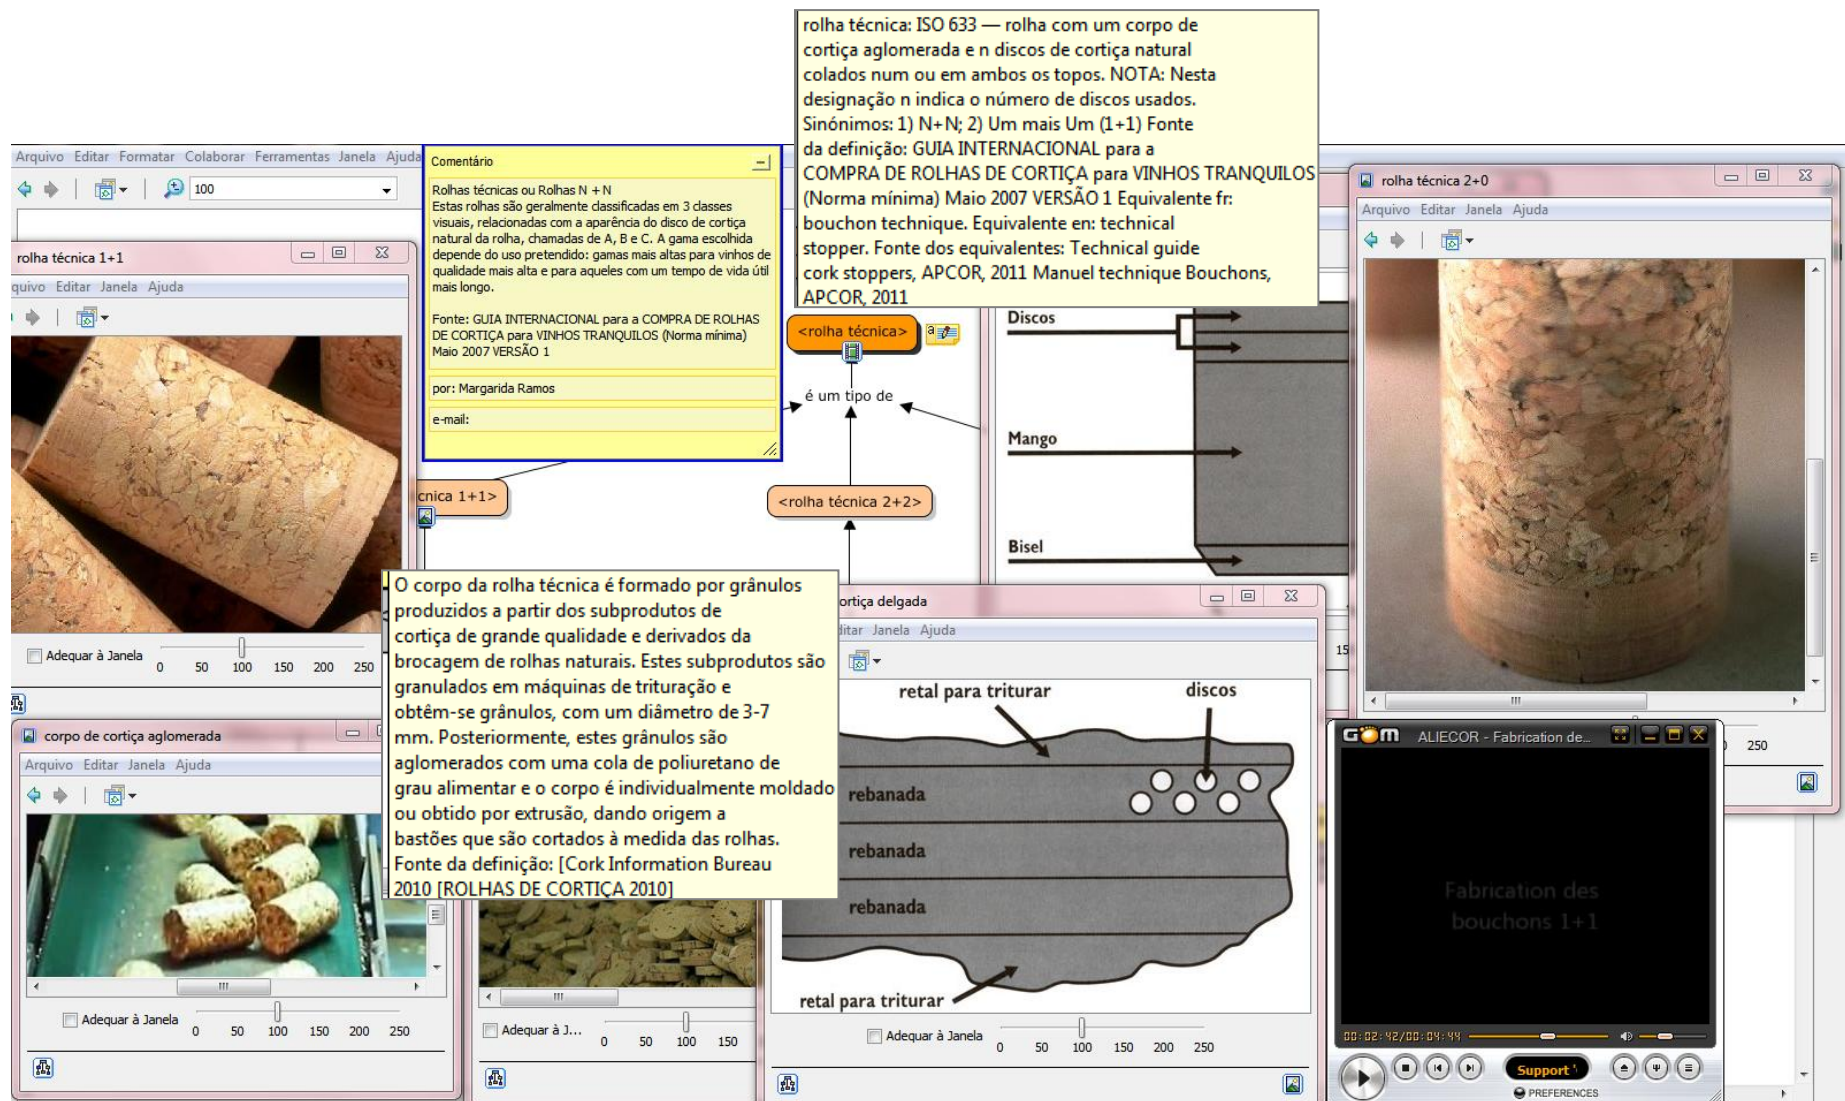 rolha técnica: ISO 633 — rolha com um corpo de
cortiça aglomerada e n discos de cortiça natural
colados num ou em ambos os topos. NOTA: Nesta
designação n indica o número de discos usados.
Sinónimos: 1) N+N; 2) Um mais Um (1+1) Fonte
da definição: GUIA INTERNACIONAL para a
COMPRA DE ROLHAS DE CORTIÇA para VINHOS TRANQUILOS
(Norma mínima) Maio 2007 VERSÃO 1 Equivalente fr:
bouchon technique. Equivalente en: technical
stopper. Fonte dos equivalentes: Technical guide
cork stoppers, APCOR, 2011 Manuel technique Bouchons,
APCOR, 2011
Arquivo Editar Formatar Colaborar Ferramentas Janela Ajuda
100
Comentário
Rolhas técnicas ou Rolhas N + N
Estas rolhas são geralmente classificadas em 3 classes
visuais, relacionadas com a aparência do disco de cortiça
natural da rolha, chamadas de A, B e C. A gama escolhida
depende do uso pretendido: gamas mais altas para vinhos de
qualidade mais alta e para aqueles com um tempo de vida útil
mais longo.
Fonte: GUIA INTERNACIONAL para a COMPRA DE ROLHAS
DE CORTIÇA para VINHOS TRANQUILOS (Norma mínima)
Maio 2007 VERSÃO 1
por: Margarida Ramos
e-mail:
rolha técnica 1+1
quivo Editar Janela Ajuda
Adequar à Janela
0 50 100 150 200 250
<rolha técnica>
é um tipo de
cnica 1+1>
<rolha técnica 2+2>
Discos
Mango
Bisel
rolha técnica 2+0
Arquivo Editar Janela Ajuda
250
15
O corpo da rolha técnica é formado por grânulos
produzidos a partir dos subprodutos de
cortiça de grande qualidade e derivados da
brocagem de rolhas naturais. Estes subprodutos são
granulados em máquinas de trituração e
obtêm-se grânulos, com um diâmetro de 3-7
mm. Posteriormente, estes grânulos são
aglomerados com uma cola de poliuretano de
grau alimentar e o corpo é individualmente moldado
ou obtido por extrusão, dando origem a
bastões que são cortados à medida das rolhas.
Fonte da definição: [Cork Information Bureau
2010 [ROLHAS DE CORTIÇA 2010]
corpo de cortiça aglomerada
Arquivo Editar Janela Ajuda
Adequar à Janela
0 50 100 150 200 250
Adequar à J...
0 50 100 150
ortiça delgada
ditar Janela Ajuda
retal para triturar
discos
rebanada
rebanada
rebanada
retal para triturar
Adequar à Janela
0 50 100 150 200 250
GOM ALIECOR - Fabrication de...
Fabrication des
bouchons 1+1
00:02:42/00:04:44
Support
PREFERENCES